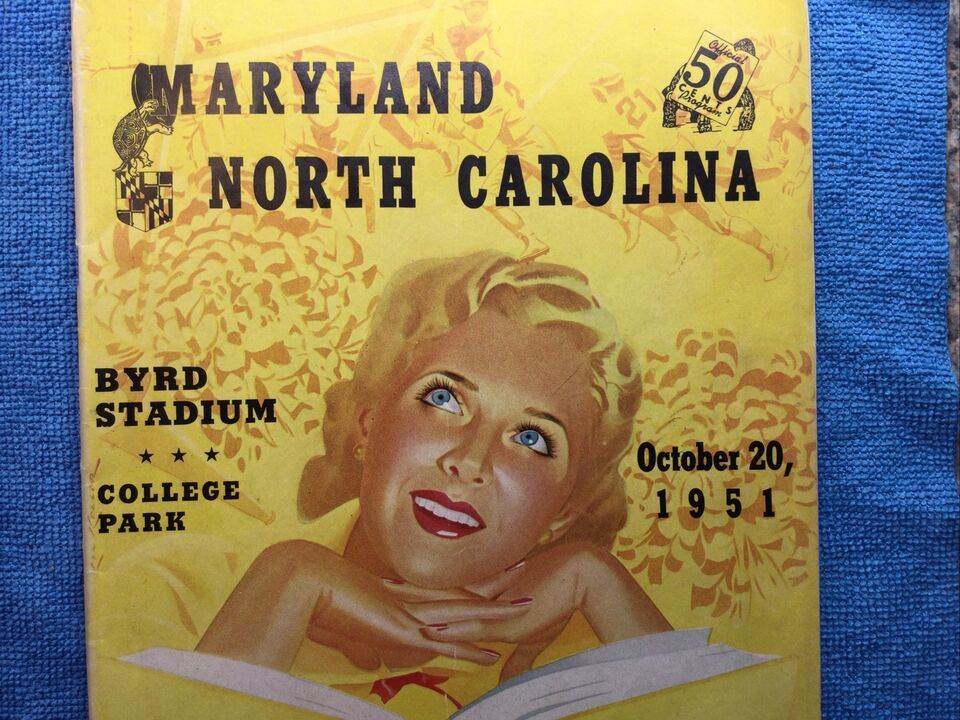 MARYLAND
Official
50
CENTS
Program
NORTH CAROLINA
BYRD
STADIUM
COLLEGE
PARK
October 20,
1951